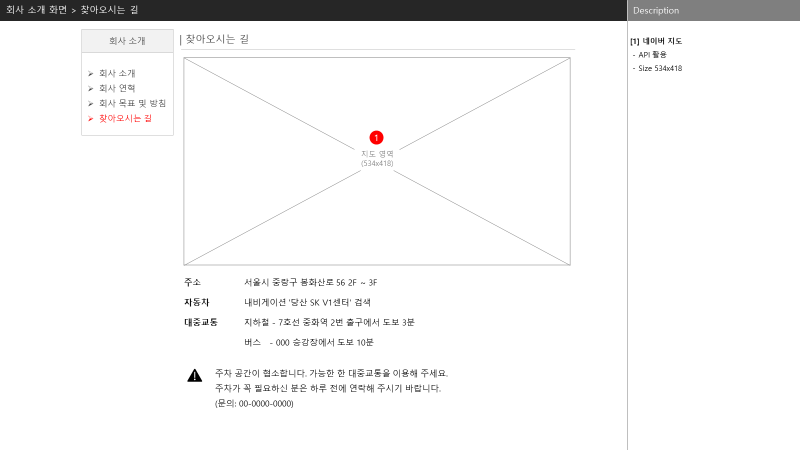 회사 소개 화면 > 찾아오시는 길
Description
회사 소개
➢ 회사 소개
➢ 회사 연혁
➢ 회사 목표 및 방침
➢ 찾아오시는 길
| 찾아오시는 길
1
지도 영역
(534x418)
주소 서울시 중랑구 봉화산로 56 2F ~ 3F
자동차 내비게이션 '당산 SK V1센터' 검색
대중교통 지하철 - 7호선 중화역 2번 출구에서 도보 3분
버스 - 000 승강장에서 도보 10분
주차 공간이 협소합니다. 가능한 한 대중교통을 이용해 주세요.
주차가 꼭 필요하신 분은 하루 전에 연락해 주시기 바랍니다.
(문의: 00-0000-0000)
[1] 네이버 지도
- API 활용
- Size 534x418